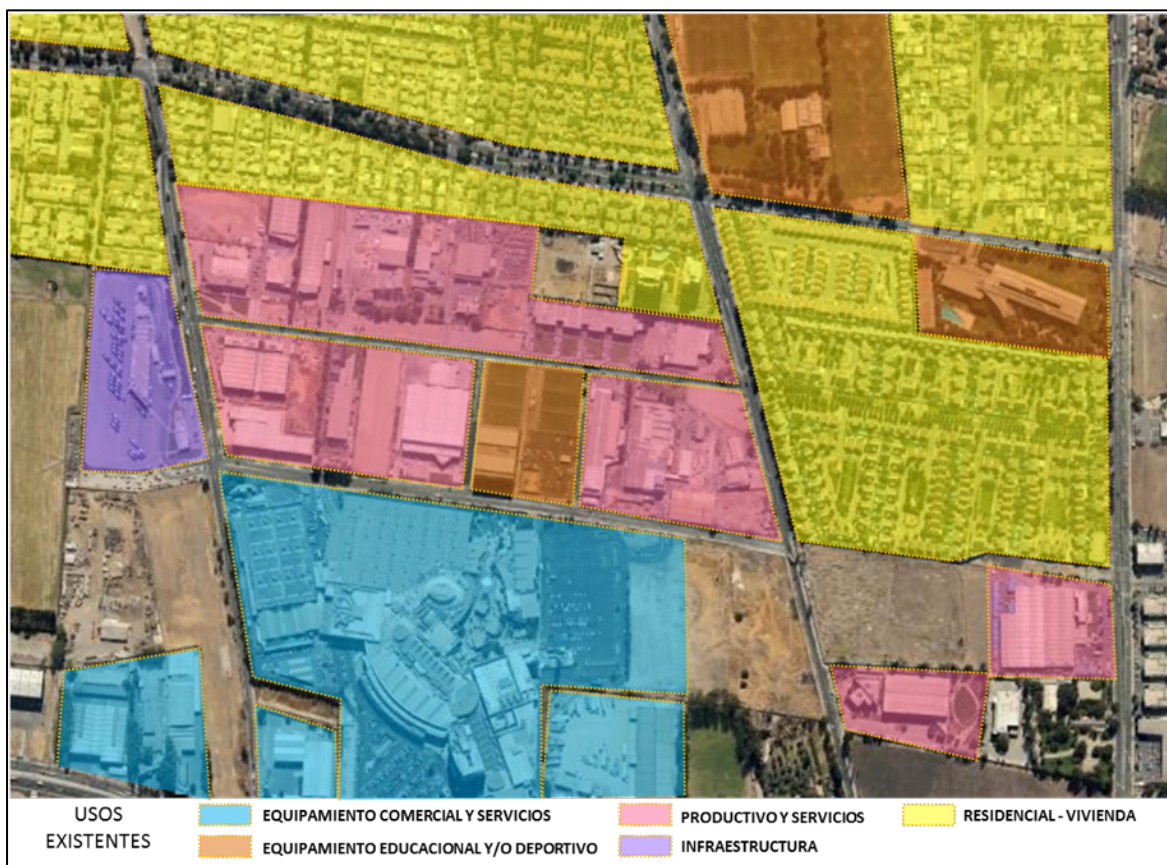 USOS
EXISTENTES
EQUIPAMIENTO COMERCIAL Y SERVICIOS
PRODUCTIVO Y SERVICIOS
RESIDENCIAL - VIVIENDA
EQUIPAMIENTO EDUCACIONAL Y/O DEPORTIVO
INFRAESTRUCTURA